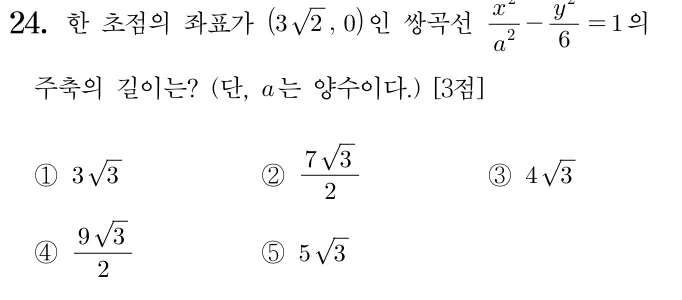 24. 한 초점의 좌표가 (3√2, 0)인 쌍곡선 x²/a² − y²/6 = 1의
주축의 길이는? (단, a는 양수이다.) [3점]
① 3√3 ② 7√3/2 ③ 4√3
④ 9√3/2 ⑤ 5√3